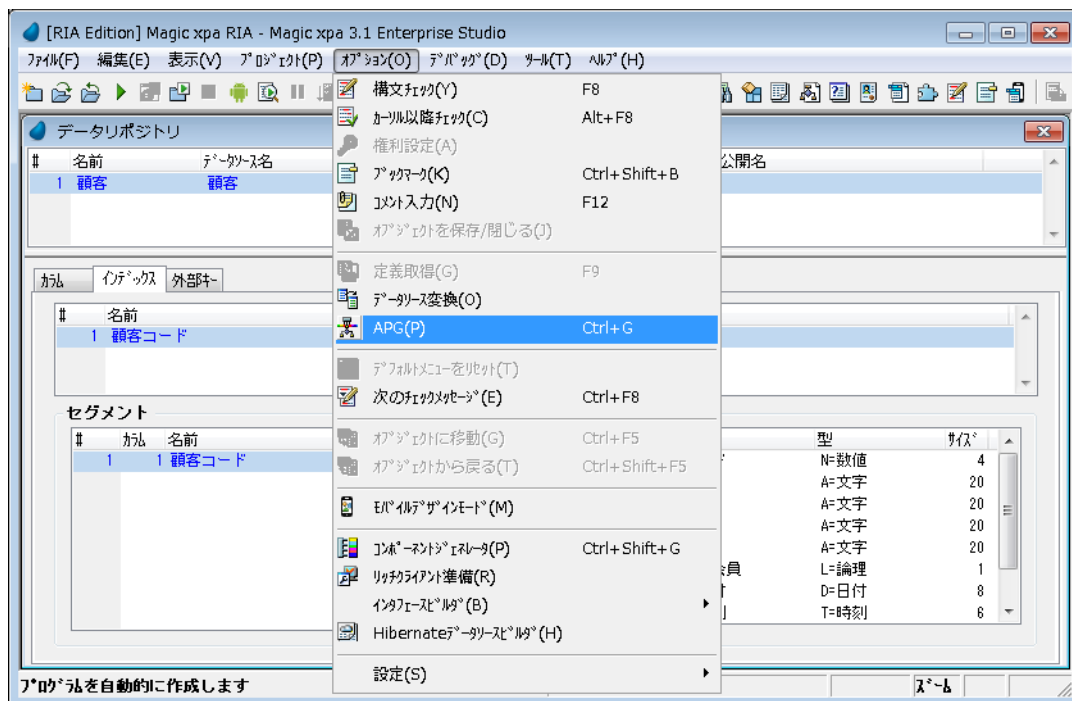 [RIA Edition] Magic xpa RIA - Magic xpa 3.1 Enterprise Studio
ﾌｧｲﾙ(F) 編集(E) 表示(V) ﾌﾟﾛｼﾞｪｸﾄ(P) ｵﾌﾟｼｮﾝ(O) ﾃﾞﾊﾞｯｸﾞ(D) ﾂｰﾙ(T) ﾍﾙﾌﾟ(H)
データリポジトリ
# 名前 ﾃﾞｰﾀｿｰｽ名 公開名
1 顧客 顧客
ｶﾗﾑ ｲﾝﾃﾞｯｸｽ 外部ｷｰ
# 名前
1 顧客コード
セグメント
# ｶﾗﾑ 名前
1 1 顧客コード
構文ﾁｪｯｸ(Y) F8
ｶｰｿﾙ以降ﾁｪｯｸ(C) Alt+F8
権利設定(A)
ﾌﾞｯｸﾏｰｸ(K) Ctrl+Shift+B
ｺﾒﾝﾄ入力(N) F12
ｵﾌﾞｼﾞｪｸﾄを保存/閉じる(J)
定義取得(G) F9
ﾃﾞｰﾀｿｰｽ変換(O)
APG(P) Ctrl+G
ﾃﾞﾌｫﾙﾄﾒﾆｭｰをﾘｾｯﾄ(T)
次のﾁｪｯｸﾒｯｾｰｼﾞ(E) Ctrl+F8
ｵﾌﾞｼﾞｪｸﾄに移動(G) Ctrl+F5
ｵﾌﾞｼﾞｪｸﾄから戻る(T) Ctrl+Shift+F5
ﾓﾊﾞｲﾙﾃﾞｻﾞｲﾝﾓｰﾄﾞ(M)
ｺﾝﾎﾟｰﾈﾝﾄｼﾞｪﾈﾚｰﾀ(P) Ctrl+Shift+G
ﾘｯﾁｸﾗｲｱﾝﾄ準備(R)
ｲﾝﾀﾌｪｰｽﾋﾞﾙﾀﾞ(B)
Hibernateﾃﾞｰﾀｿｰｽﾋﾞﾙﾀﾞ(H)
設定(S)
型 ｻｲｽﾞ
N=数値 4
A=文字 20
A=文字 20
A=文字 20
A=文字 20
員 L=論理 1
D=日付 8
T=時刻 6
ﾌﾟﾛｸﾞﾗﾑを自動的に作成します ｽﾞｰﾑ